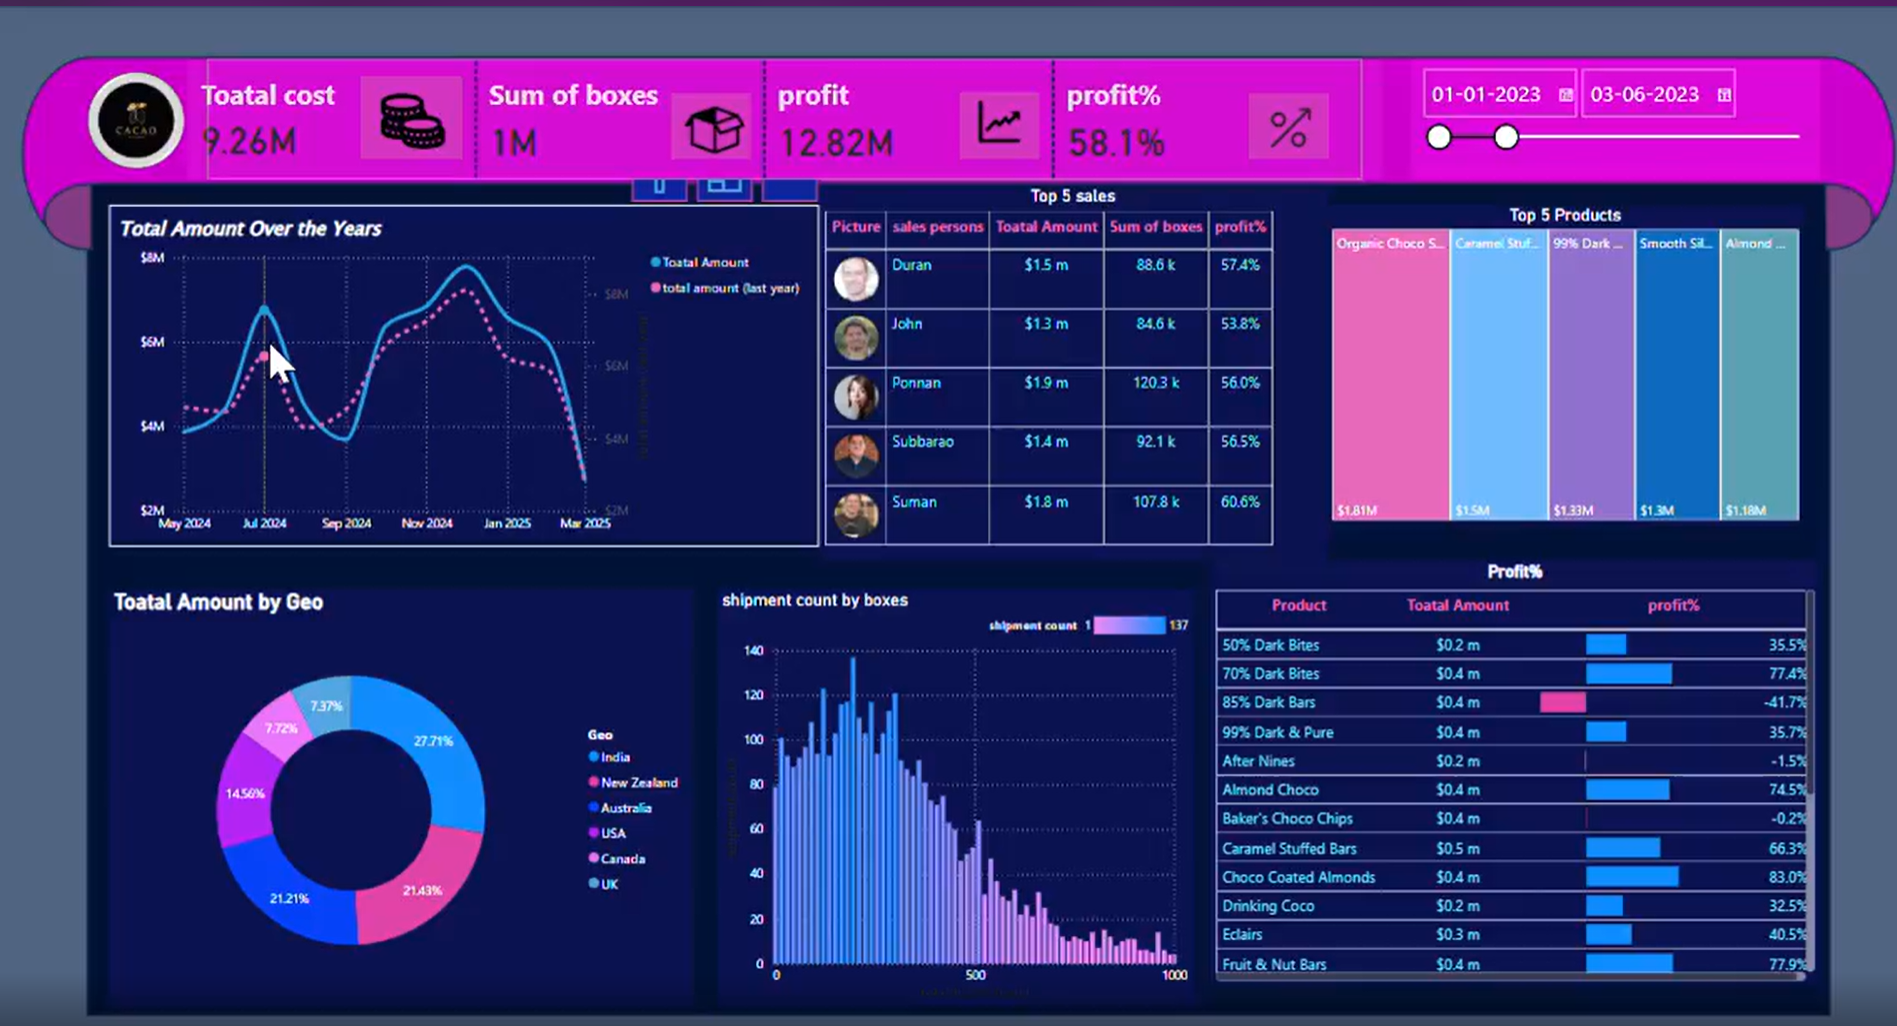 CACAO
Toatal cost
9.26M
Sum of boxes
1M
profit
12.82M
profit%
58.1%
01-01-2023
03-06-2023
Total Amount Over the Years
Toatal Amount
total amount (last year)
$8M
$6M
$4M
$2M
$8M
$6M
$4M
$2M
May 2024 Jul 2024 Sep 2024 Nov 2024 Jan 2025 Mar 2025
Top 5 sales
Picture sales persons Toatal Amount Sum of boxes profit%
Duran $1.5 m 88.6 k 57.4%
John $1.3 m 84.6 k 53.8%
Ponnan $1.9 m 120.3 k 56.0%
Subbarao $1.4 m 92.1 k 56.5%
Suman $1.8 m 107.8 k 60.6%
Top 5 Products
Organic Choco S... Caramel Stuf... 99% Dark ... Smooth Sil... Almond ...
$1.81M $1.5M $1.33M $1.3M $1.18M
Toatal Amount by Geo
27.71%
21.43%
21.21%
14.56%
7.72%
7.37%
Geo
India
New Zealand
Australia
USA
Canada
UK
shipment count by boxes
shipment count 1 137
140
120
100
80
60
40
20
0
0 500 1000
Profit%
Product Toatal Amount profit%
50% Dark Bites $0.2 m 35.5%
70% Dark Bites $0.4 m 77.4%
85% Dark Bars $0.4 m -41.7%
99% Dark & Pure $0.4 m 35.7%
After Nines $0.2 m -1.5%
Almond Choco $0.4 m 74.5%
Baker's Choco Chips $0.4 m -0.2%
Caramel Stuffed Bars $0.5 m 66.3%
Choco Coated Almonds $0.4 m 83.0%
Drinking Coco $0.2 m 32.5%
Eclairs $0.3 m 40.5%
Fruit & Nut Bars $0.4 m 77.9%